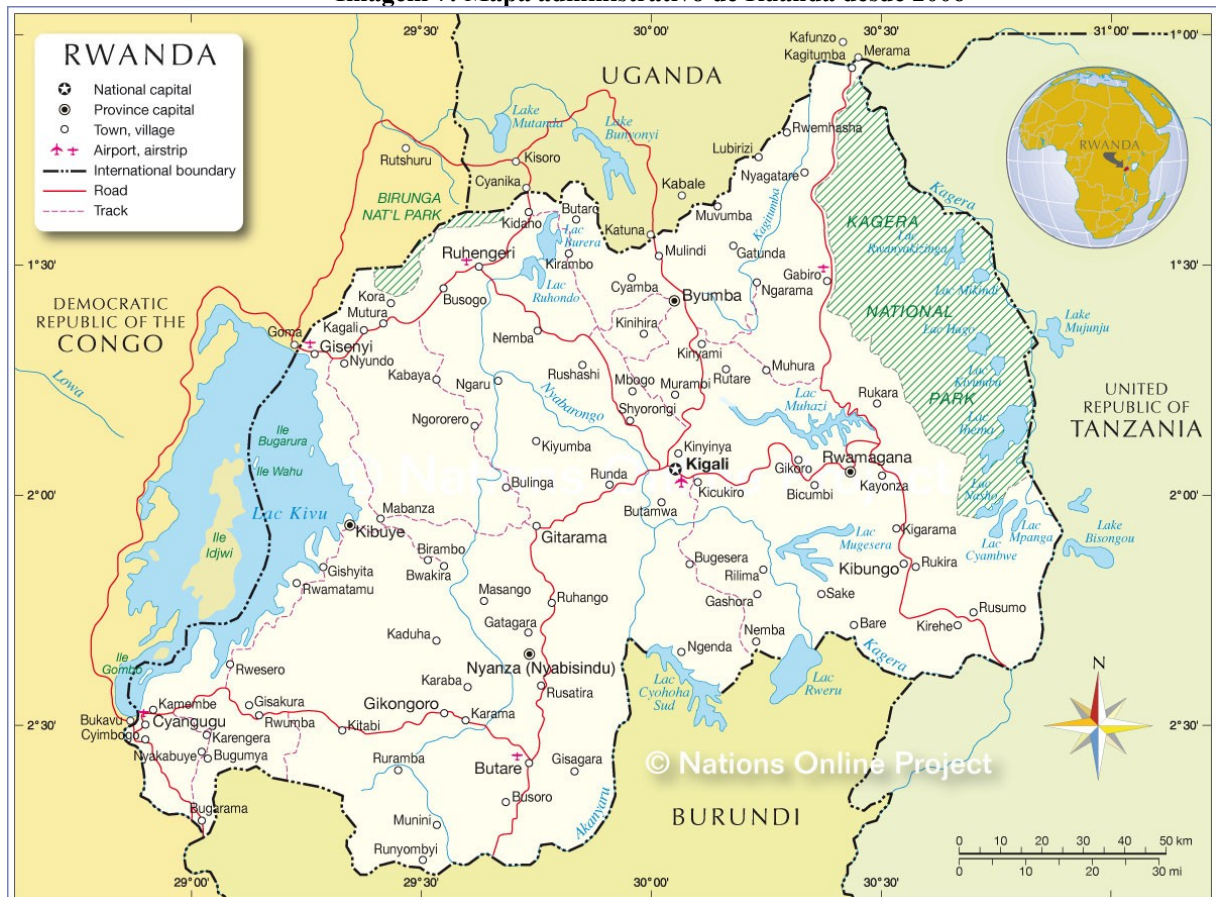 Imagem 7: Mapa administrativo de Ruanda desde 2006
29°30'
30°00'
31°00'
1°00'
RWANDA
National capital
Province capital
Town, village
Airport, airstrip
International boundary
Road
Track
UGANDA
Kafunzo
Kagitumba
Merama
RWANDA
Lake
Mutanda
Lake
Bunyonyi
Rutshuru
Kisoro
Cyanika
Kabale
Rwemhasha
Lubirizi
Nyagatare
Muvumba
Kagitumba
Kagera
BIRUNGA
NAT'L PARK
Kidaho
Butaro
Lac
Burera
Katuna
Mulindi
Gatunda
KAGERA
NATIONAL
PARK
Lac
Rwanyakizinga
1°30'
1°30'
Ruhengeri
Kirambo
Lac
Ruhondo
Cyamba
Byumba
Gabiro
Ngarama
Lac Mikindi
DEMOCRATIC
REPUBLIC OF THE
CONGO
Kora
Mutura
Kagali
Busogo
Nemba
Kinihira
Kinyami
Lac Hago
Lake
Mujunju
Goma
Gisenyi
Nyundo
Kabaya
Ngaru
Rushashi
Mbogo
Murambi
Rutare
Muhura
Lac
Kivumba
Lowa
Nyabarongo
Shyorongi
Lac
Muhazi
Rukara
Lac
Ihema
UNITED
REPUBLIC OF
TANZANIA
Ngororero
Ile
Bugarura
Ile Wahu
Kiyumba
Kinyinya
Kigali
Gikoro
Rwamagana
Lac Kivu
Bulinga
Runda
Kicukiro
Bicumbi
Kayonza
Lac
Nasho
2°00'
2°00'
Ile
Idjwi
Mabanza
Kibuye
Butamwa
Gitarama
Kigarama
Lac
Mpanga
Lac
Cyambwe
Lake
Bisongou
Lac
Mugesera
Birambo
Bwakira
Gishyita
Rwamatamu
Bugesera
Rilima
Kibungo
Rukira
Masango
Ruhango
Gashora
Sake
Rusumo
Gatagara
Kaduha
Nemba
Bare
Kirehe
Ile
Gombo
Rwesero
Nyanza (Nyabisindu)
Ngenda
Kagera
Karaba
Rusatira
Lac
Cyohoha
Sud
Lac
Rweru
N
Kamembe
Gisakura
Gikongoro
Bukavu
Cyangugu
Rwumba
Kitabi
Karama
2°30'
2°30'
Cyimbogo
Karengera
Nyakabuye
Bugumya
Ruramba
Butare
Gisagara
© Nations Online Project
Bugarama
Busoro
Munini
Akanyaru
BURUNDI
Runyombyi
0 10 20 30 40 50 km
0 10 20 30 mi
29°00'
29°30'
30°00'
30°30'